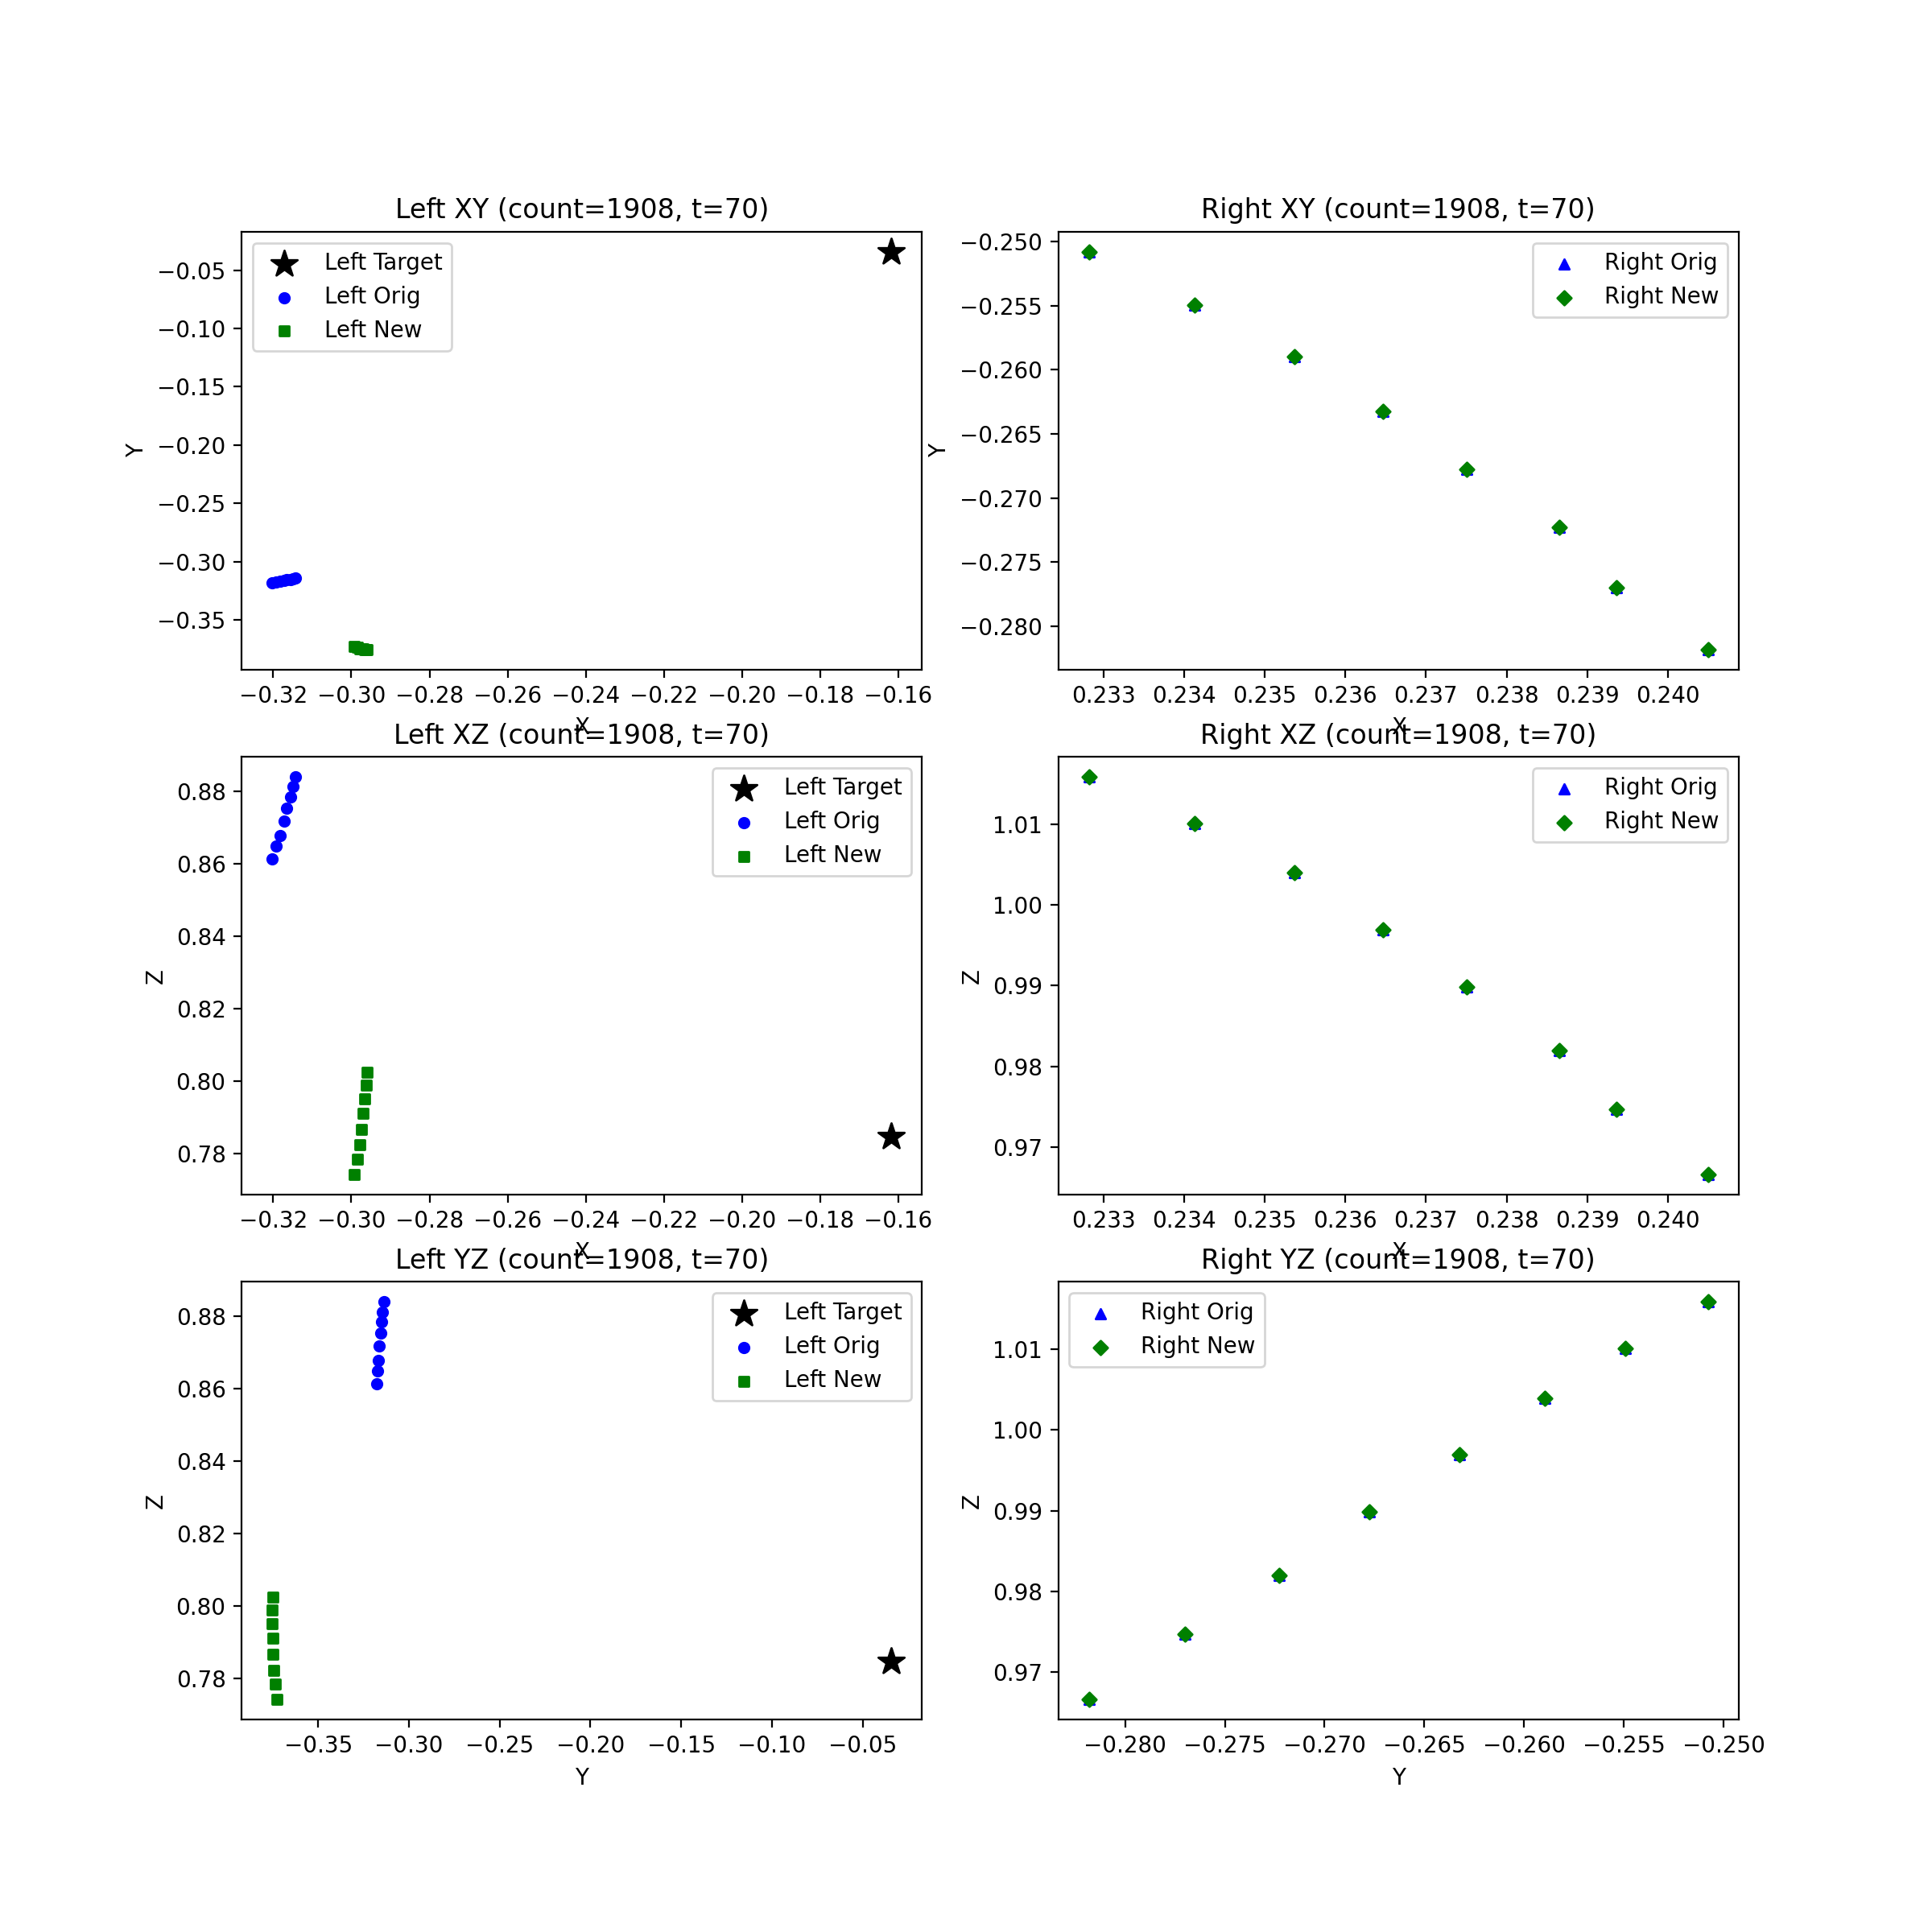 Left XY (count=1908, t=70)
Left Target
Left Orig
Left New
−0.05
−0.10
−0.15
−0.20
−0.25
−0.30
−0.35
Y
−0.32 −0.30 −0.28 −0.26 −0.24 −0.22 −0.20 −0.18 −0.16
X
Right XY (count=1908, t=70)
Right Orig
Right New
−0.250
−0.255
−0.260
−0.265
−0.270
−0.275
−0.280
Y
0.233 0.234 0.235 0.236 0.237 0.238 0.239 0.240
X
Left XZ (count=1908, t=70)
Left Target
Left Orig
Left New
0.88
0.86
0.84
0.82
0.80
0.78
Z
−0.32 −0.30 −0.28 −0.26 −0.24 −0.22 −0.20 −0.18 −0.16
X
Right XZ (count=1908, t=70)
Right Orig
Right New
1.01
1.00
0.99
0.98
0.97
Z
0.233 0.234 0.235 0.236 0.237 0.238 0.239 0.240
X
Left YZ (count=1908, t=70)
Left Target
Left Orig
Left New
0.88
0.86
0.84
0.82
0.80
0.78
Z
−0.35 −0.30 −0.25 −0.20 −0.15 −0.10 −0.05
Y
Right YZ (count=1908, t=70)
Right Orig
Right New
1.01
1.00
0.99
0.98
0.97
Z
−0.280 −0.275 −0.270 −0.265 −0.260 −0.255 −0.250
Y